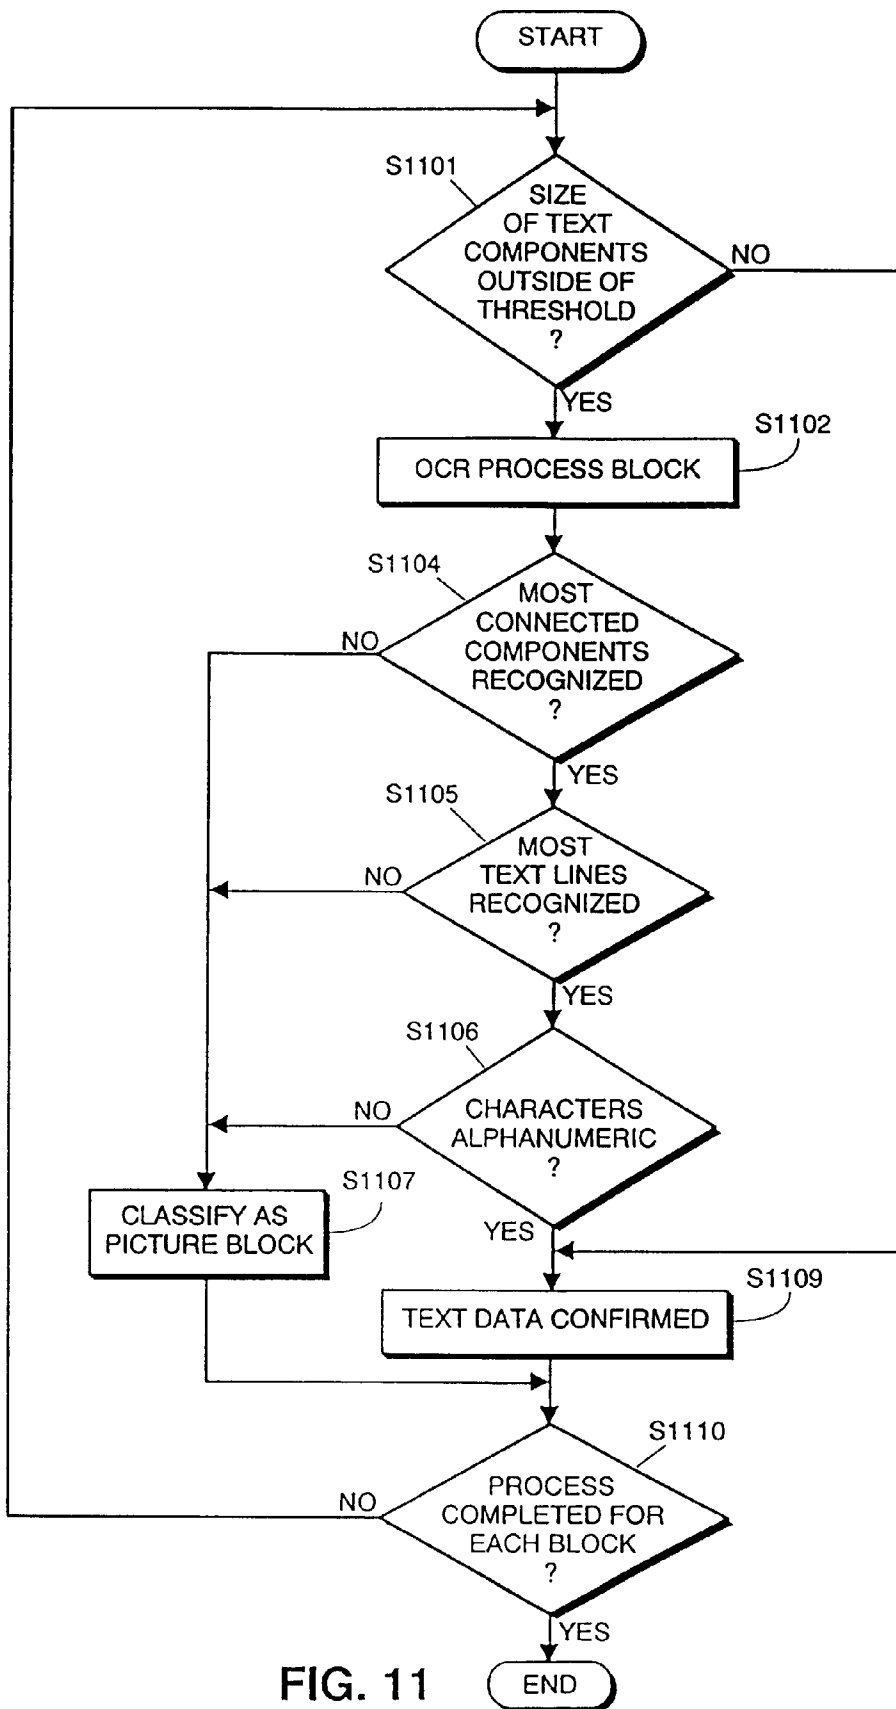 START
S1101
SIZE
OF TEXT
COMPONENTS
OUTSIDE OF
THRESHOLD
?
NO
YES
S1102
OCR PROCESS BLOCK
S1104
MOST
CONNECTED
COMPONENTS
RECOGNIZED
?
NO
YES
S1105
MOST
TEXT LINES
RECOGNIZED
?
NO
YES
S1106
CHARACTERS
ALPHANUMERIC
?
NO
YES
S1107
CLASSIFY AS
PICTURE BLOCK
S1109
TEXT DATA CONFIRMED
S1110
PROCESS
COMPLETED FOR
EACH BLOCK
?
NO
YES
END
FIG. 11